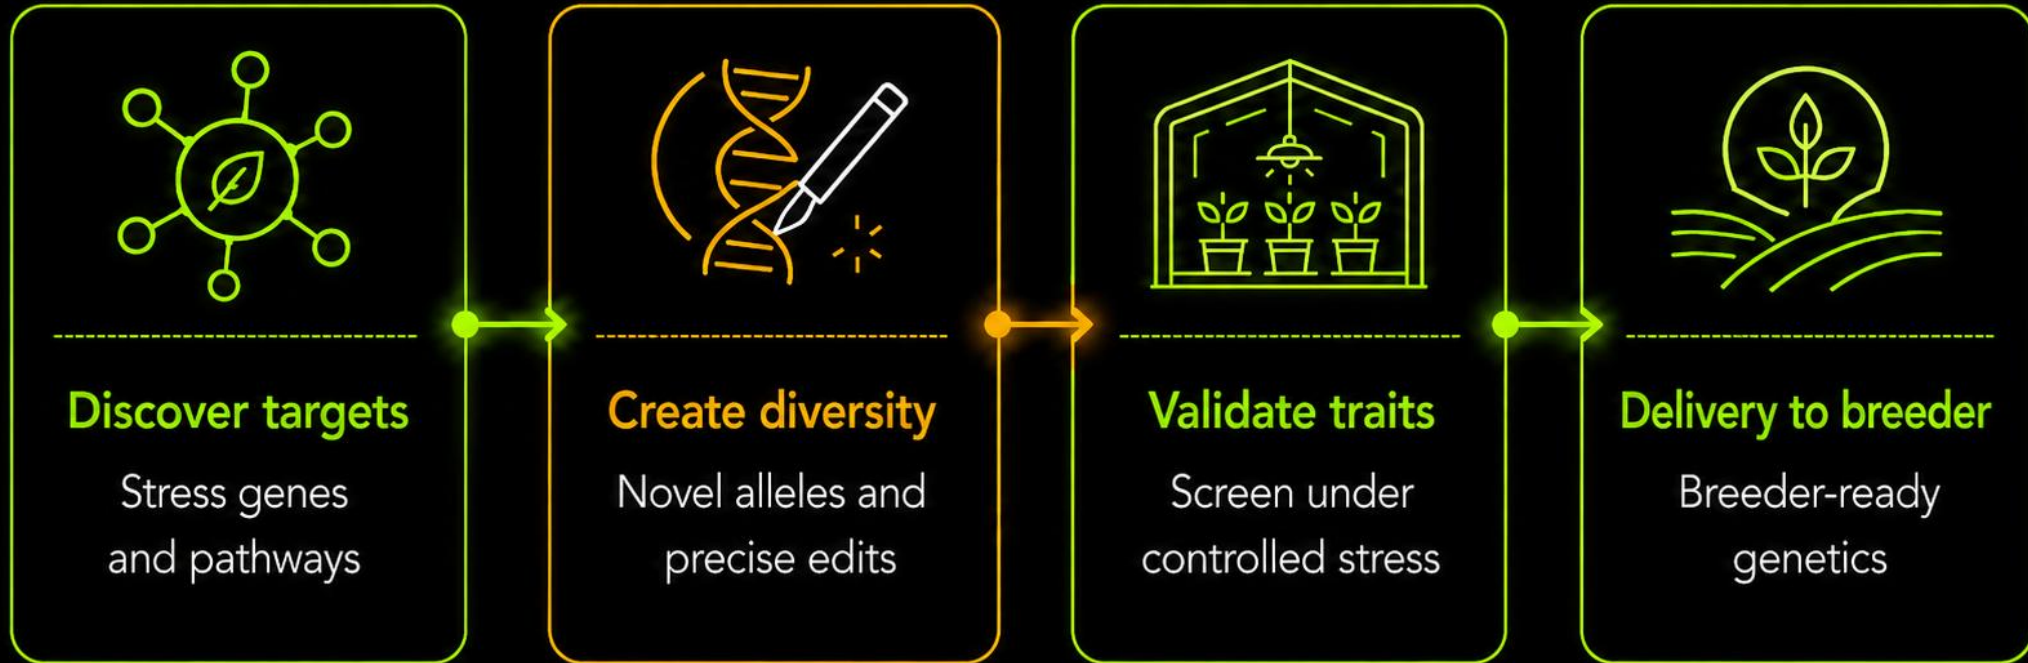 Discover targets
Stress genes
and pathways
Create diversity
Novel alleles and
precise edits
Validate traits
Screen under
controlled stress
Delivery to breeder
Breeder-ready
genetics